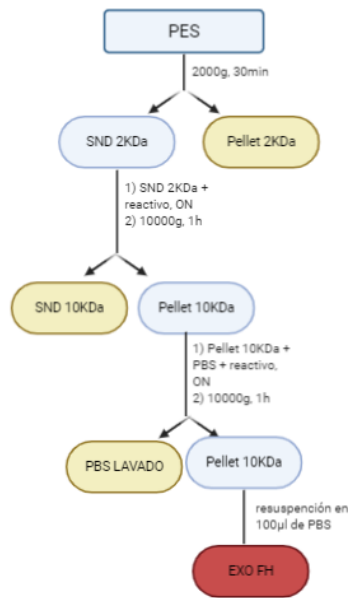 PES
2000g, 30min
SND 2KDa
Pellet 2KDa
1) SND 2KDa +
reactivo, ON
2) 10000g, 1h
SND 10KDa
Pellet 10KDa
1) Pellet 10KDa +
PBS + reactivo,
ON
2) 10000g, 1h
PBS LAVADO
Pellet 10KDa
resuspención en
100µl de PBS
EXO FH